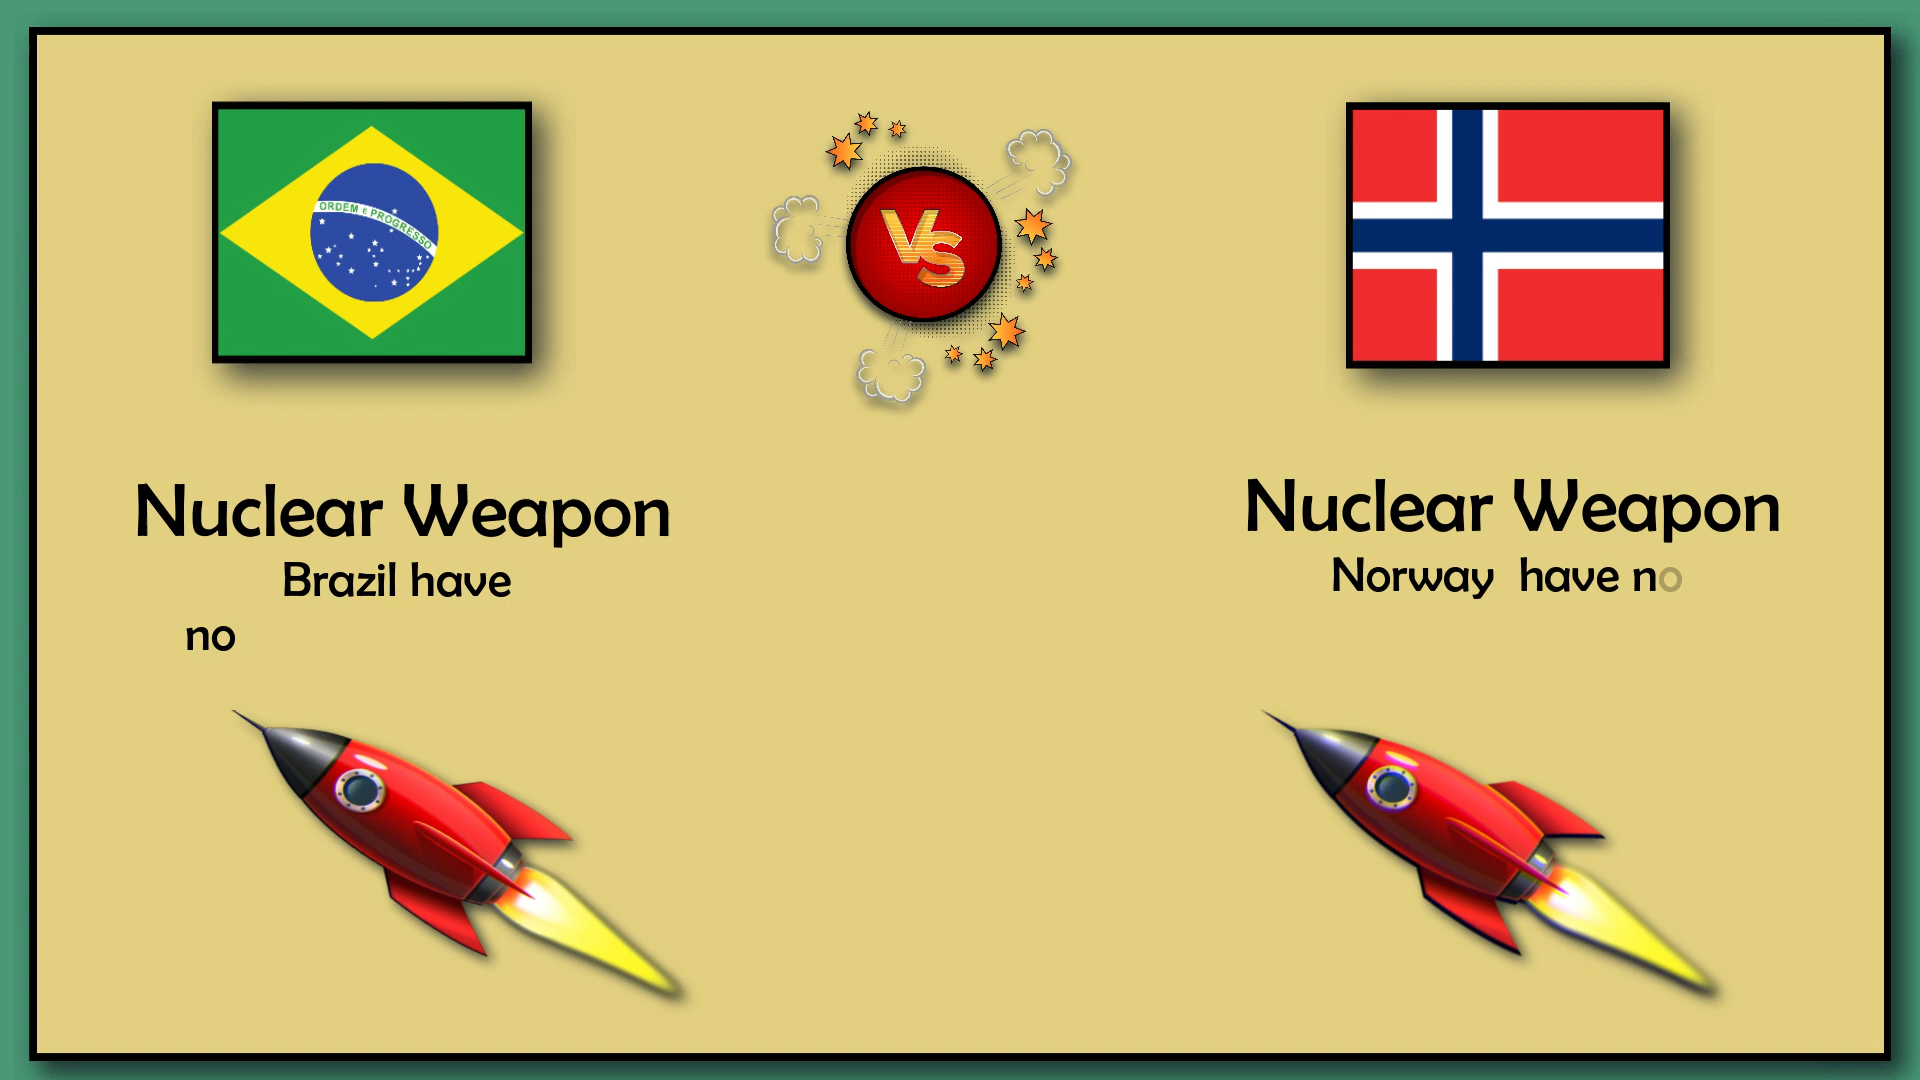 ORDEM E PROGRESSO
VS
Nuclear Weapon
Brazil have
no
Nuclear Weapon
Norway have no